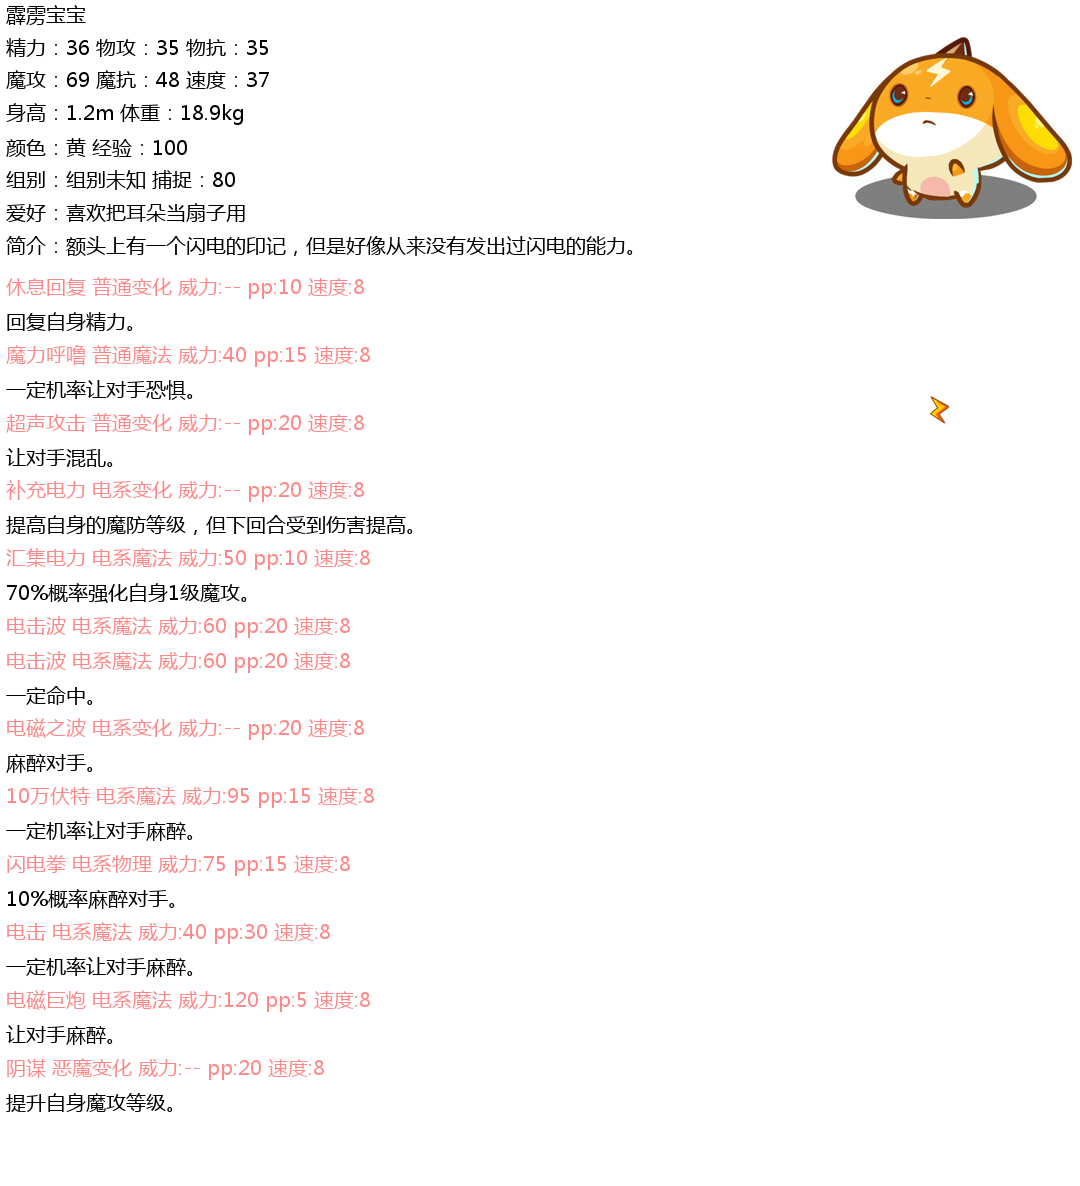 霹雳宝宝
精力：36 物攻：35 物抗：35
魔攻：69 魔抗：48 速度：37
身高：1.2m 体重：18.9kg
颜色：黄 经验：100
组别：组别未知 捕捉：80
爱好：喜欢把耳朵当扇子用
简介：额头上有一个闪电的印记，但是好像从来没有发出过闪电的能力。
休息回复 普通变化 威力:-- pp:10 速度:8
回复自身精力。
魔力呼噜 普通魔法 威力:40 pp:15 速度:8
一定机率让对手恐惧。
超声攻击 普通变化 威力:-- pp:20 速度:8
让对手混乱。
补充电力 电系变化 威力:-- pp:20 速度:8
提高自身的魔防等级，但下回合受到伤害提高。
汇集电力 电系魔法 威力:50 pp:10 速度:8
70%概率强化自身1级魔攻。
电击波 电系魔法 威力:60 pp:20 速度:8
电击波 电系魔法 威力:60 pp:20 速度:8
一定命中。
电磁之波 电系变化 威力:-- pp:20 速度:8
麻醉对手。
10万伏特 电系魔法 威力:95 pp:15 速度:8
一定机率让对手麻醉。
闪电拳 电系物理 威力:75 pp:15 速度:8
10%概率麻醉对手。
电击 电系魔法 威力:40 pp:30 速度:8
一定机率让对手麻醉。
电磁巨炮 电系魔法 威力:120 pp:5 速度:8
让对手麻醉。
阴谋 恶魔变化 威力:-- pp:20 速度:8
提升自身魔攻等级。